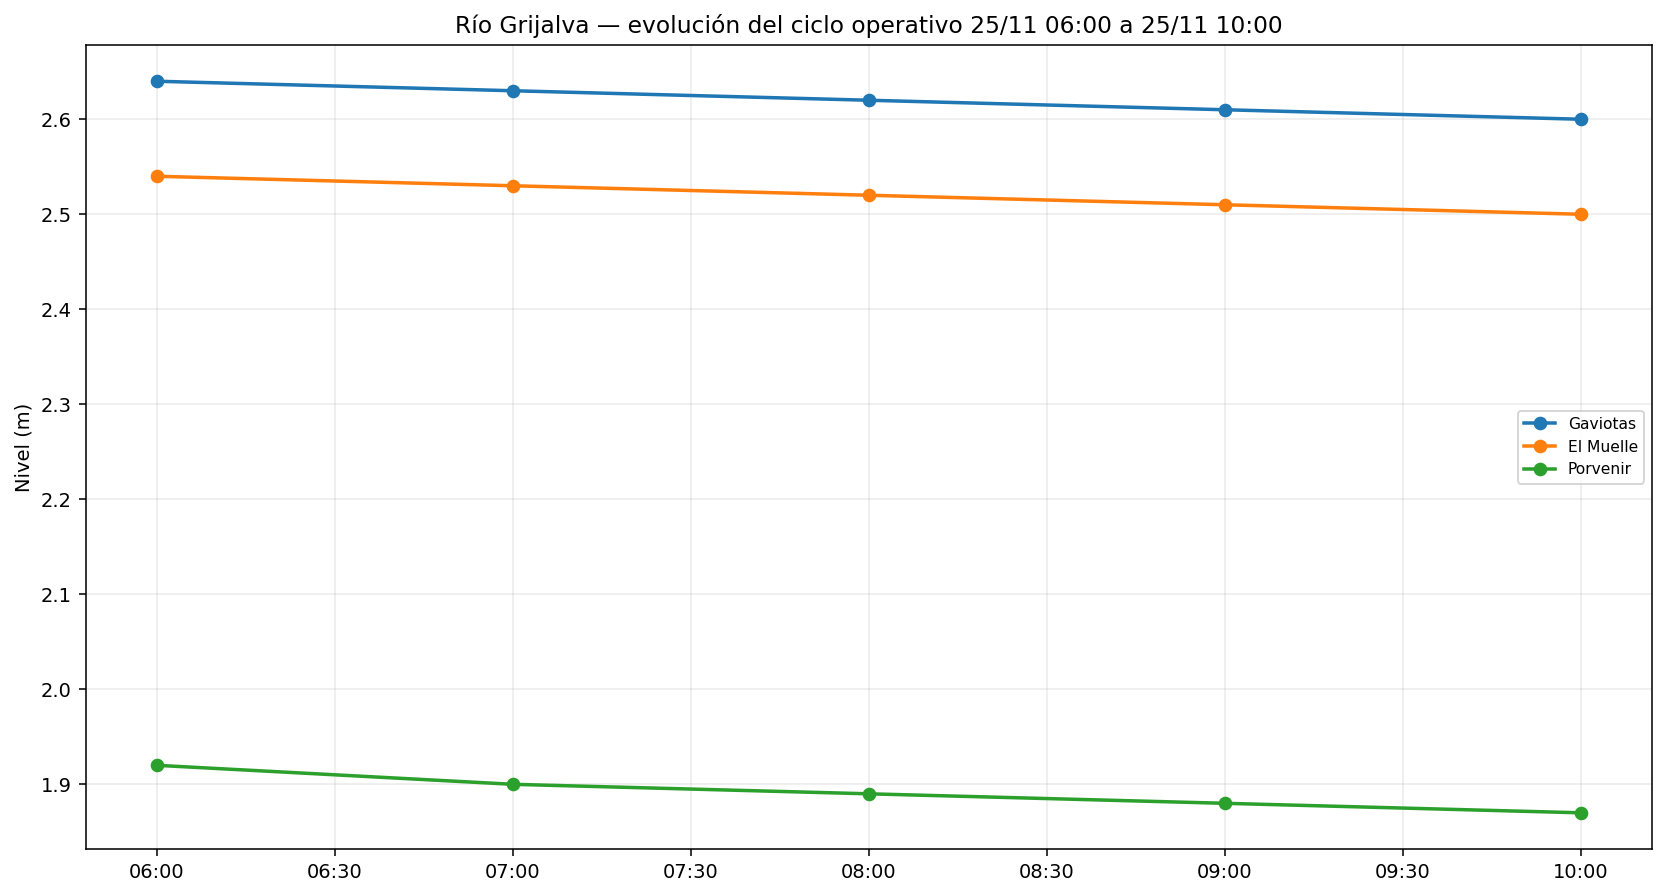 Río Grijalva — evolución del ciclo operativo 25/11 06:00 a 25/11 10:00
Nivel (m)
2.6
2.5
2.4
2.3
2.2
2.1
2.0
1.9
Gaviotas
El Muelle
Porvenir
06:00 06:30 07:00 07:30 08:00 08:30 09:00 09:30 10:00